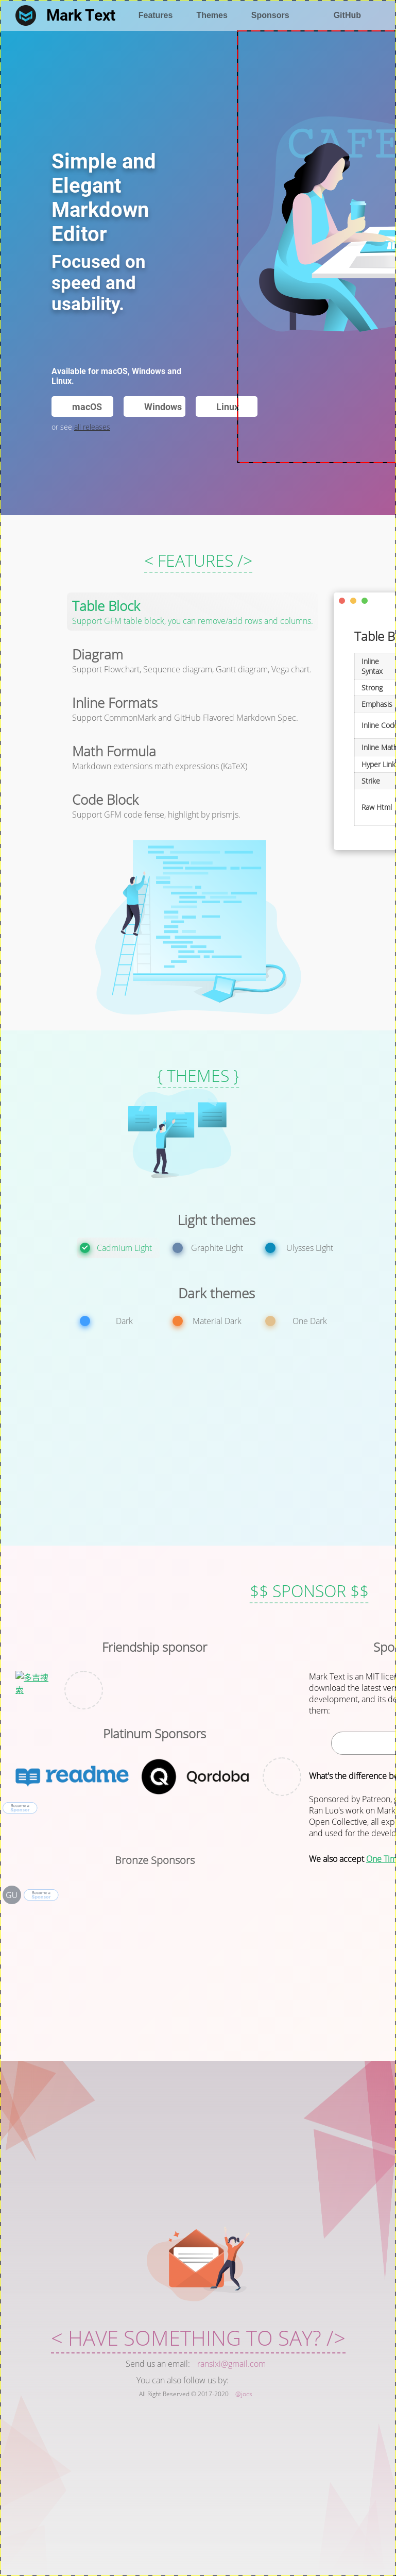 Mark Text
Features
Themes
Sponsors
GitHub
CAFE
Simple and
Elegant
Markdown
Editor
Focused on
speed and
usability.
Available for macOS, Windows and
Linux.
macOS
Windows
Linux
or see all releases
< FEATURES />
Table Block
Support GFM table block, you can remove/add rows and columns.
Diagram
Support Flowchart, Sequence diagram, Gantt diagram, Vega chart.
Inline Formats
Support CommonMark and GitHub Flavored Markdown Spec.
Math Formula
Markdown extensions math expressions (KaTeX)
Code Block
Support GFM code fense, highlight by prismjs.
Table B
Inline
Syntax
Strong
Emphasis
Inline Code
Inline Math
Hyper Link
Strike
Raw Html
{ THEMES }
Light themes
Cadmium Light
Graphite Light
Ulysses Light
Dark themes
Dark
Material Dark
One Dark
$$ SPONSOR $$
Friendship sponsor
多吉搜
索
Platinum Sponsors
readme
Qordoba
Become a
Sponsor
Bronze Sponsors
GU
Become a
Sponsor
Spo
Mark Text is an MIT lice
download the latest ver
development, and its de
them:
What's the difference be
Sponsored by Patreon,
Ran Luo's work on Mark
Open Collective, all exp
and used for the develo
We also accept One Tim
< HAVE SOMETHING TO SAY? />
Send us an email: ransixi@gmail.com
You can also follow us by:
All Right Reserved © 2017-2020 @Jocs